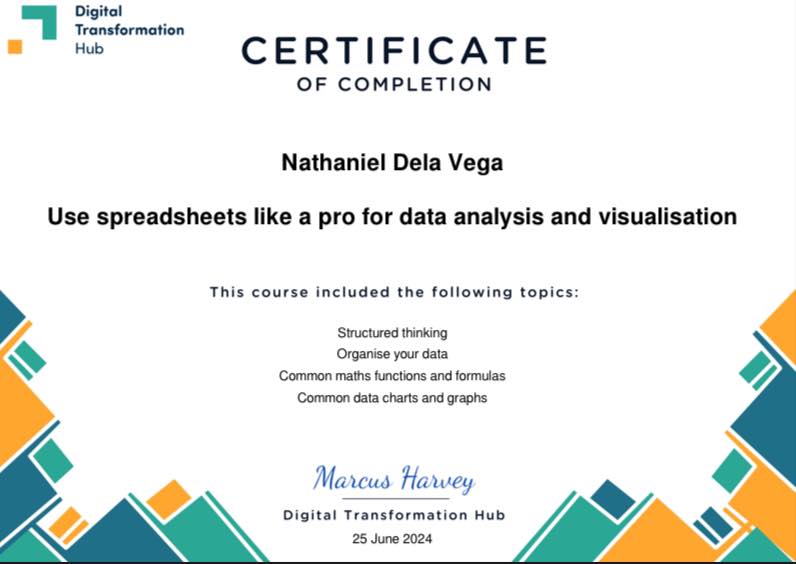 Digital
Transformation
Hub
CERTIFICATE
OF COMPLETION
Nathaniel Dela Vega
Use spreadsheets like a pro for data analysis and visualisation
This course included the following topics:
Structured thinking
Organise your data
Common maths functions and formulas
Common data charts and graphs
Marcus Harvey
Digital Transformation Hub
25 June 2024